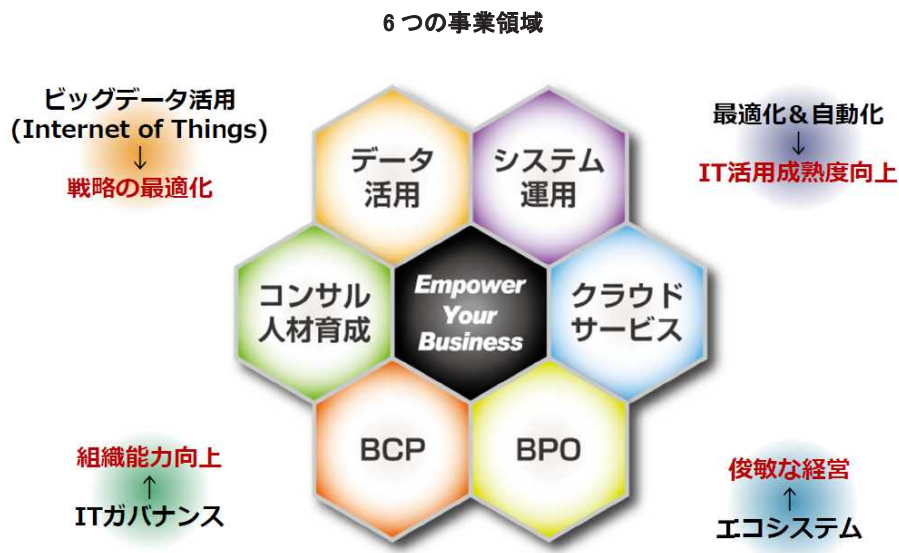 6つの事業領域
ビッグデータ活用
(Internet of Things)
↓
戦略の最適化
最適化&自動化
↓
IT活用成熟度向上
データ
活用
システム
運用
コンサル
人材育成
Empower
Your
Business
クラウド
サービス
BCP
BPO
組織能力向上
↑
ITガバナンス
俊敏な経営
↑
エコシステム